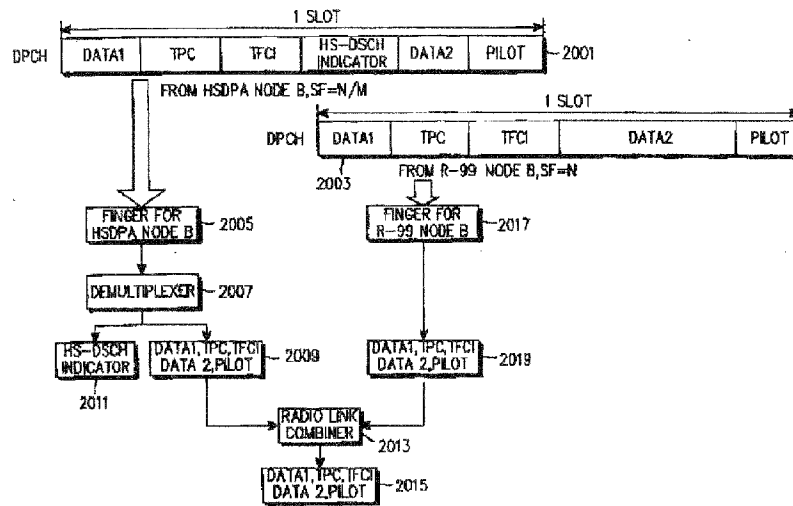 1 SLOT
DPCH DATA1 TPC TFCI HS-DSCH INDICATOR DATA2 PILOT 2001
FROM HSDPA NODE B,SF=N/M
1 SLOT
DPCH DATA1 TPC TFCI DATA2 PILOT
2003
FROM R-99 NODE B,SF=N
FINGER FOR
HSDPA NODE B
2005
FINGER FOR
R-99 NODE B
2017
DEMULTIPLEXER
2007
HS-DSCH
INDICATOR
2011
DATA1,TPC,TFCI
DATA 2,PILOT
2009
DATA1,TPC,TFCI
DATA 2,PILOT
2019
RADIO LINK
COMBINER
2013
DATA1,TPC,TFCI
DATA 2,PILOT
2015